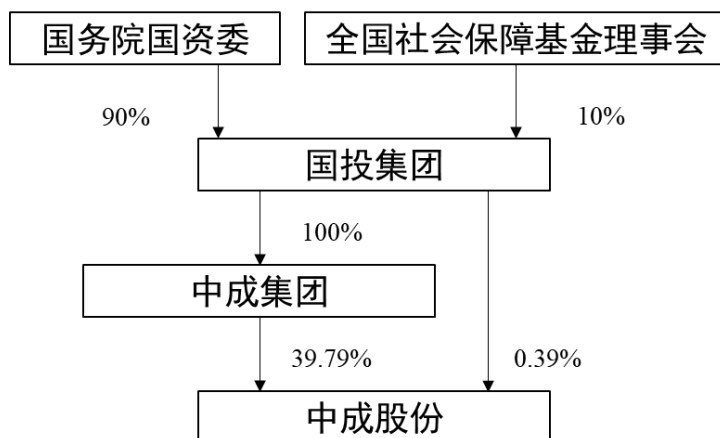 国务院国资委
全国社会保障基金理事会
90%
10%
国投集团
100%
中成集团
39.79%
0.39%
中成股份